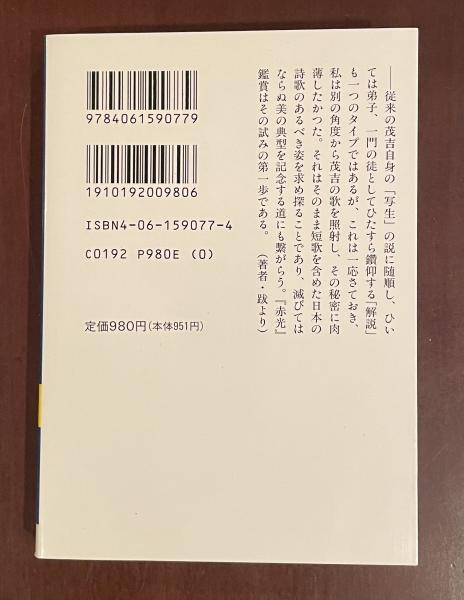 ――従来の茂吉自身の「写生」の説に随順し、ひい
ては弟子、一門の徒としてひたすら鑽仰する「解説」
も一つのタイプではあるが、これは一応さておき、
私は別の角度から茂吉の歌を照射し、その秘密に肉
薄したかつた。それはそのまま短歌を含めた日本の
詩歌のあるべき姿を求め探ることであり、滅びては
ならぬ美の典型を記念する道にも繋がらう。『赤光』
鑑賞はその試みの第一歩である。　（著者・跋より）
9784061590779
1910192009806
ISBN4-06-159077-4
C0192 P980E (0)
定価980円(本体951円)